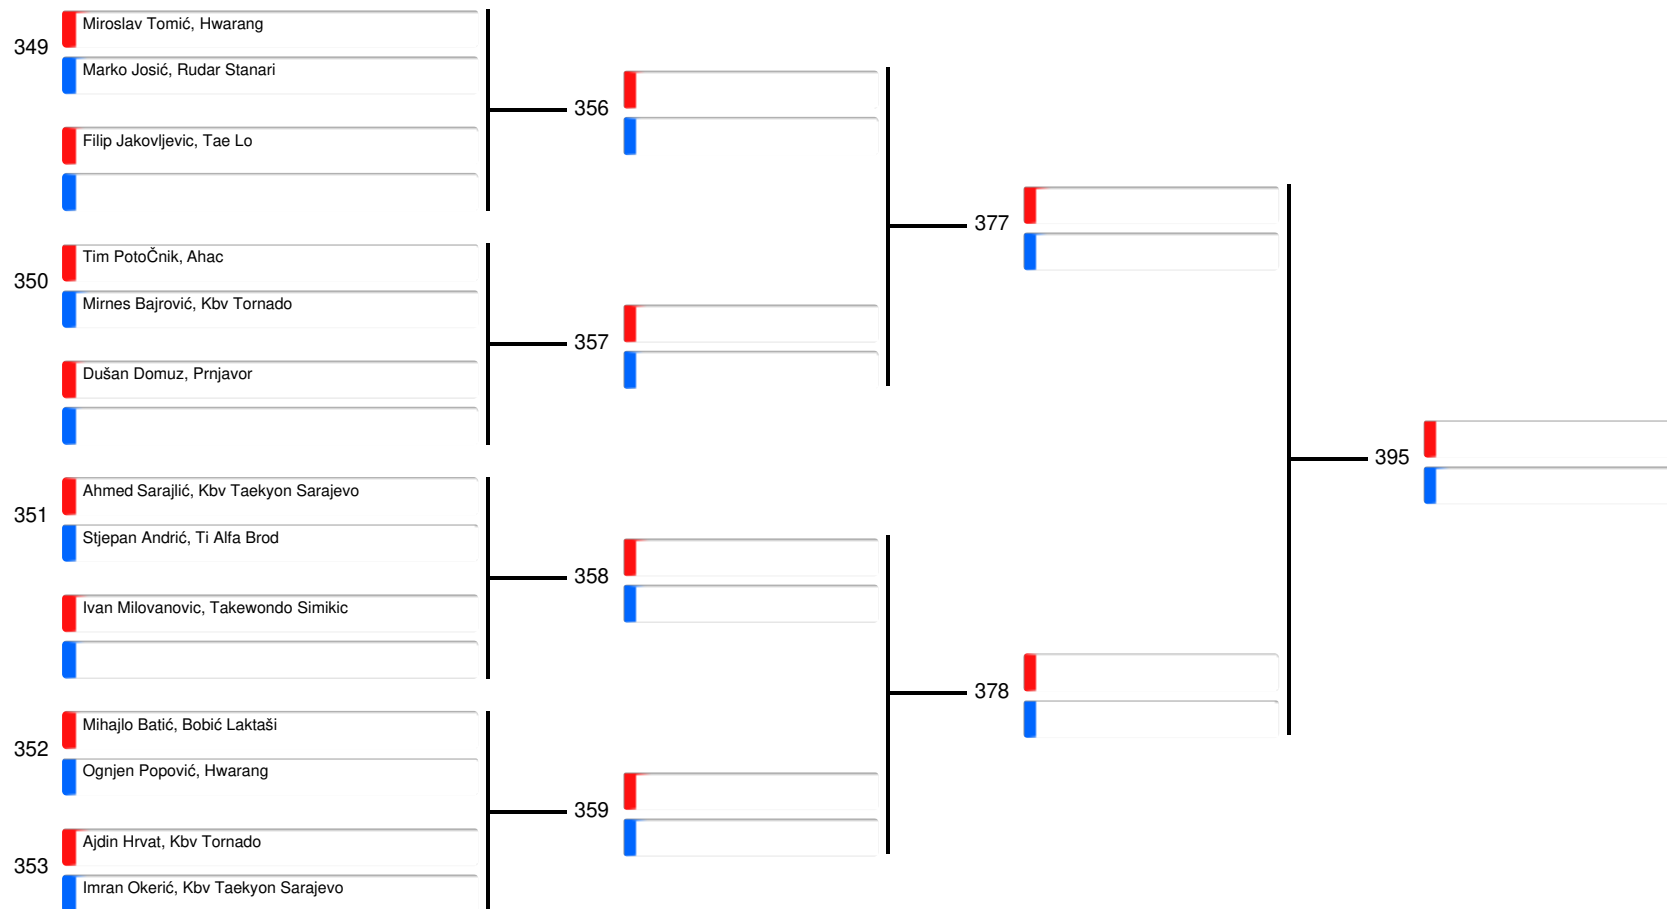 349
Miroslav Tomić, Hwarang
Marko Josić, Rudar Stanari
356
Filip Jakovljevic, Tae Lo
377
350
Tim PotoČnik, Ahac
Mirnes Bajrović, Kbv Tornado
357
Dušan Domuz, Prnjavor
395
351
Ahmed Sarajlić, Kbv Taekyon Sarajevo
Stjepan Andrić, Ti Alfa Brod
358
Ivan Milovanovic, Takewondo Simikic
378
352
Mihajlo Batić, Bobić Laktaši
Ognjen Popović, Hwarang
359
353
Ajdin Hrvat, Kbv Tornado
Imran Okerić, Kbv Taekyon Sarajevo